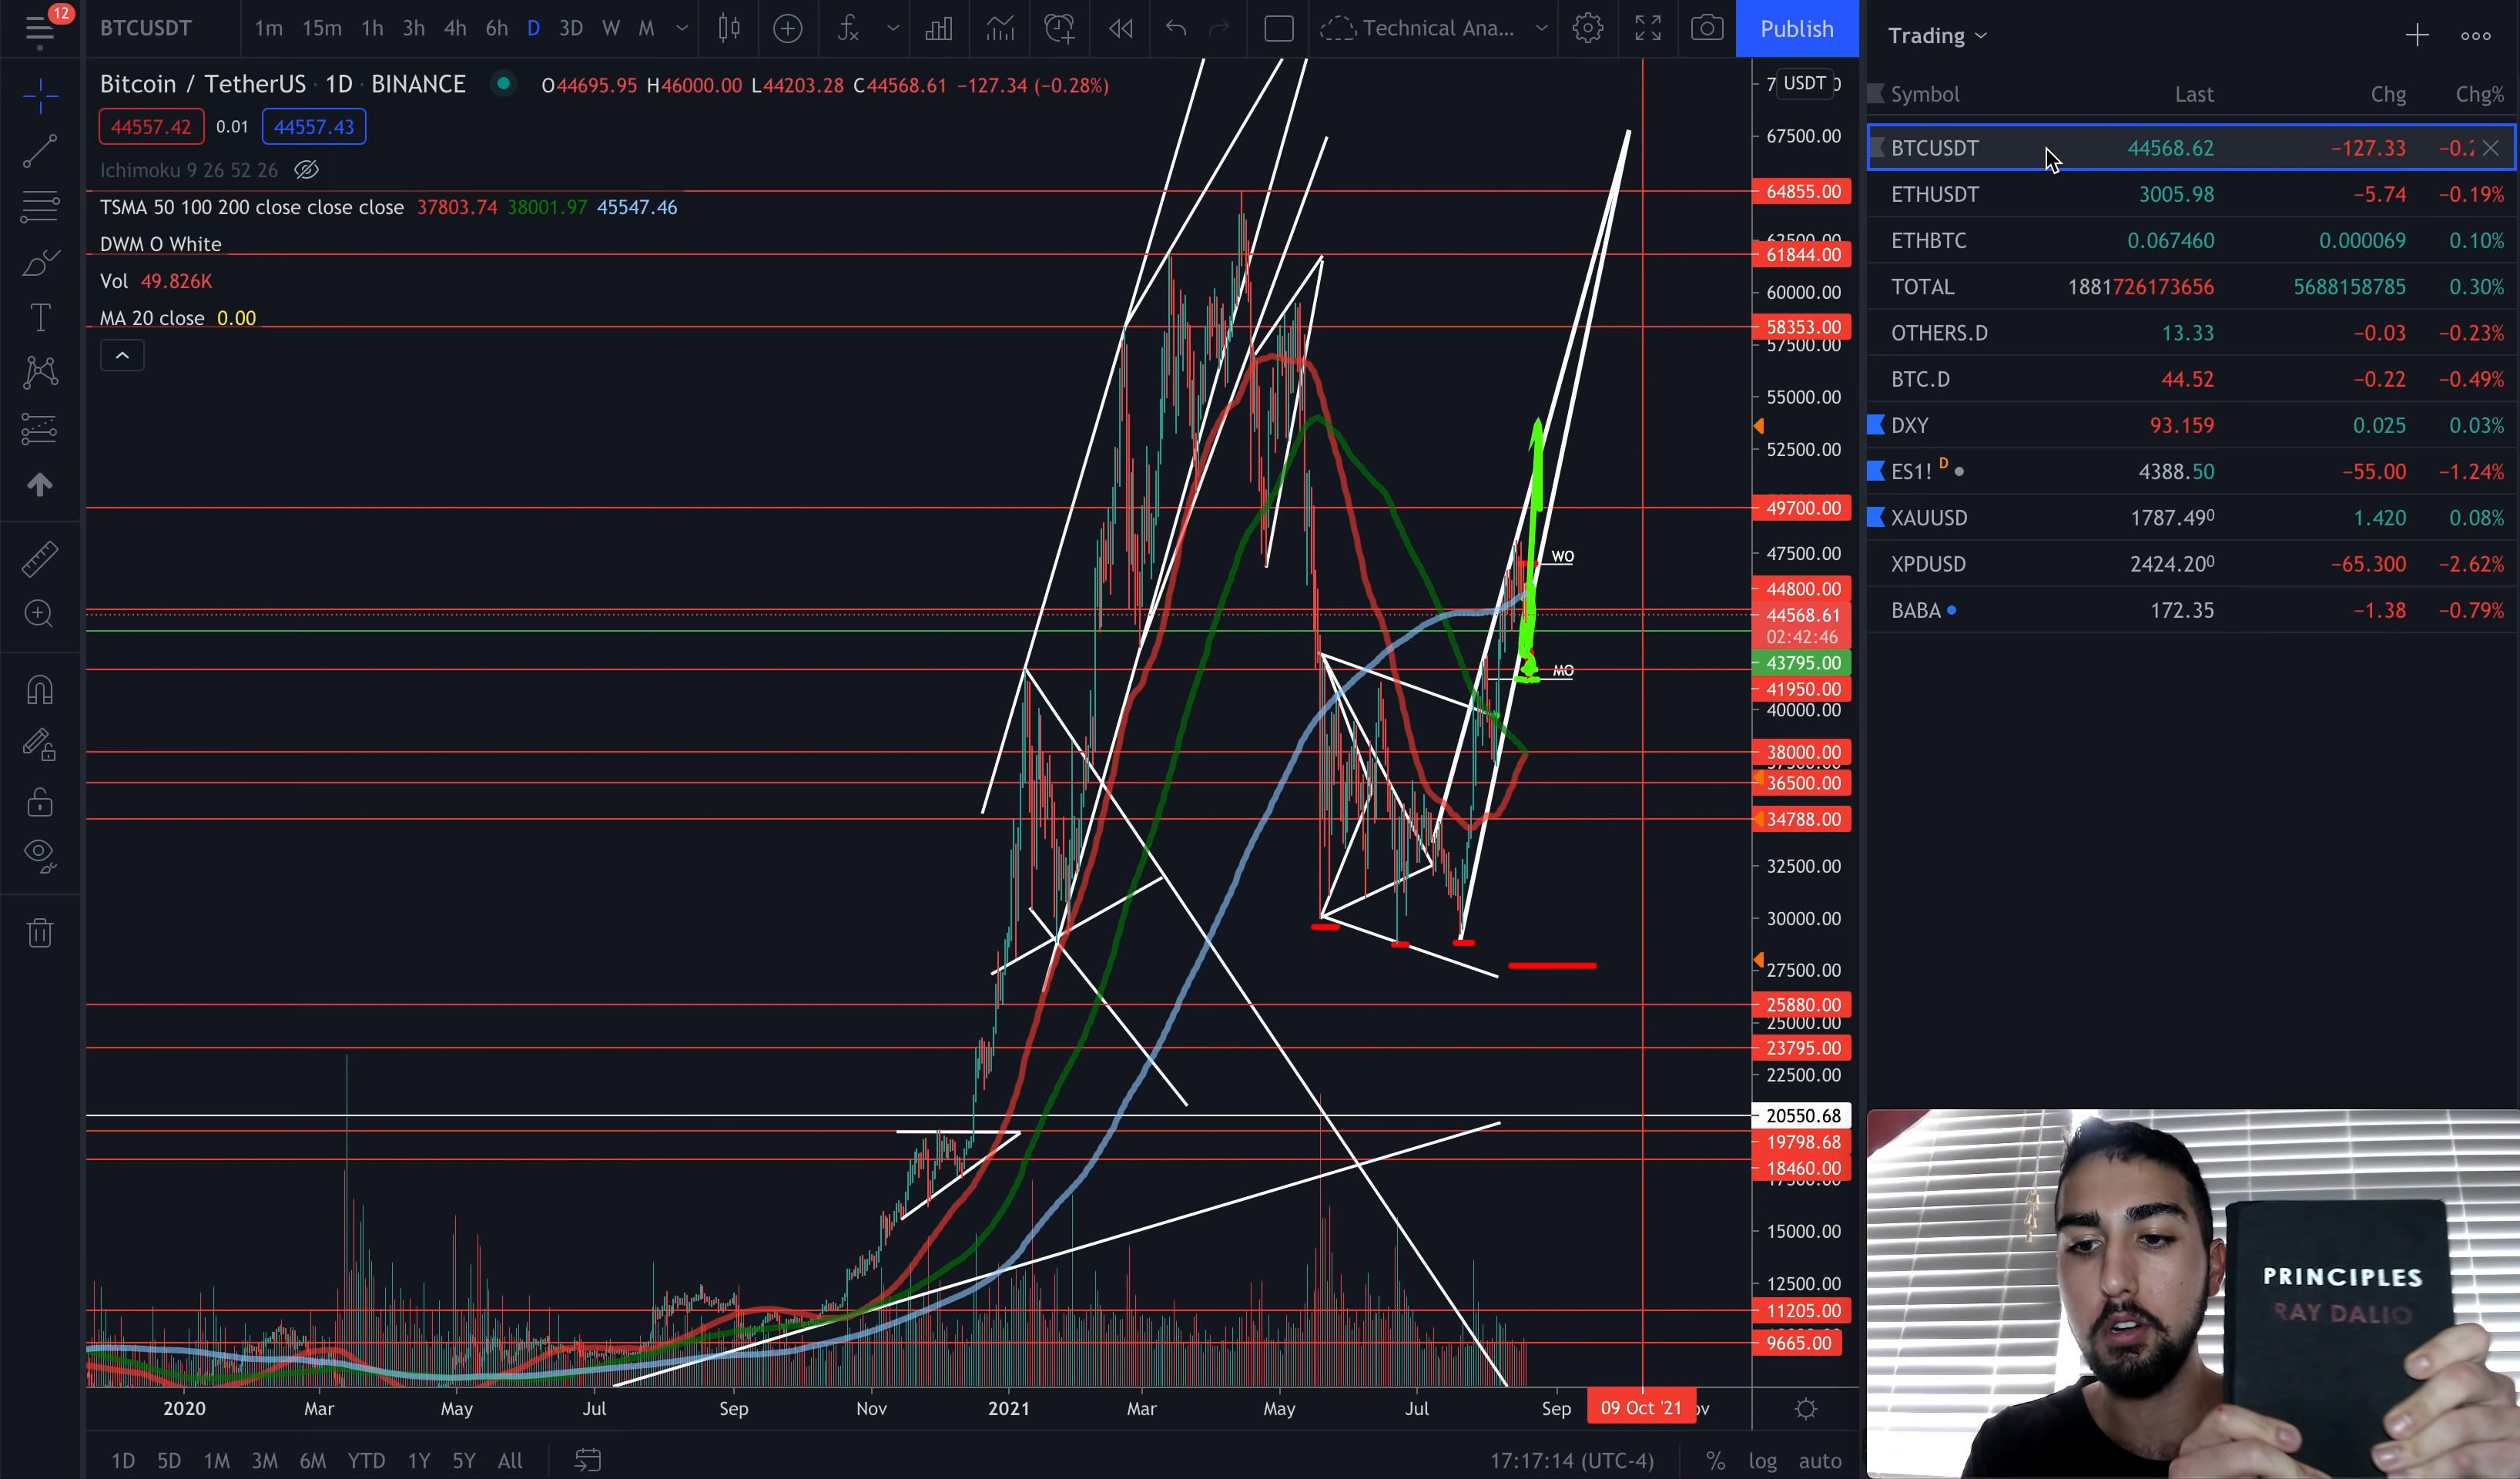 12
BTCUSDT 1m 15m 1h 3h 4h 6h D 3D W M Technical Ana... Publish
Bitcoin / TetherUS · 1D · BINANCE O44695.95 H46000.00 L44203.28 C44568.61 −127.34 (−0.28%)
44557.42 0.01 44557.43
Ichimoku 9 26 52 26
TSMA 50 100 200 close close close 37803.74 38001.97 45547.46
DWM O White
Vol 49.826K
MA 20 close 0.00
USDT
67500.00
64855.00
61844.00
60000.00
58353.00
57500.00
55000.00
52500.00
49700.00
47500.00
44800.00
44568.61
02:42:46
43795.00
41950.00
40000.00
38000.00
36500.00
34788.00
32500.00
30000.00
27500.00
25880.00
25000.00
23795.00
22500.00
20550.68
19798.68
18460.00
15000.00
12500.00
11205.00
9665.00
WO
MO
2020 Mar May Jul Sep Nov 2021 Mar May Jul Sep 09 Oct '21
1D 5D 1M 3M 6M YTD 1Y 5Y All 17:17:14 (UTC-4) % log auto
Trading
Symbol Last Chg Chg%
BTCUSDT 44568.62 −127.33
ETHUSDT 3005.98 −5.74 −0.19%
ETHBTC 0.067460 0.000069 0.10%
TOTAL 1881726173656 5688158785 0.30%
OTHERS.D 13.33 −0.03 −0.23%
BTC.D 44.52 −0.22 −0.49%
DXY 93.159 0.025 0.03%
ES1! D 4388.50 −55.00 −1.24%
XAUUSD 1787.490 1.420 0.08%
XPDUSD 2424.200 −65.300 −2.62%
BABA 172.35 −1.38 −0.79%
PRINCIPLES
RAY DALIO